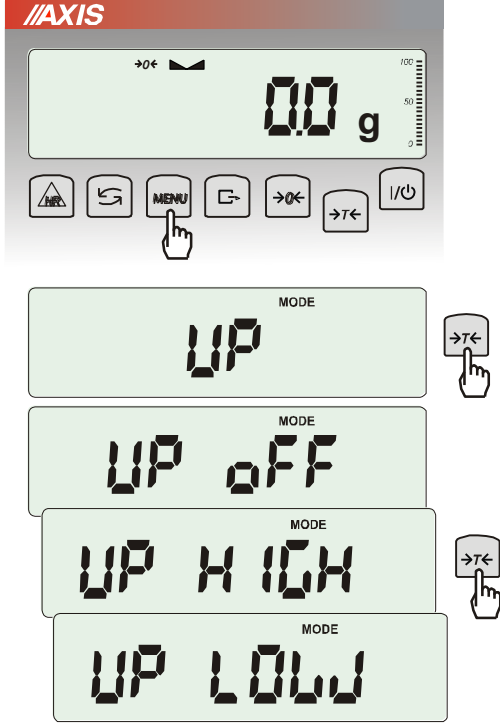 //AXIS
→0←
100
0.0 g
50
0
HR MENU →0← →T← I/⏻
MODE
UP
→T←
MODE
UP oFF
MODE
UP HIGH
→T←
MODE
UP LOW